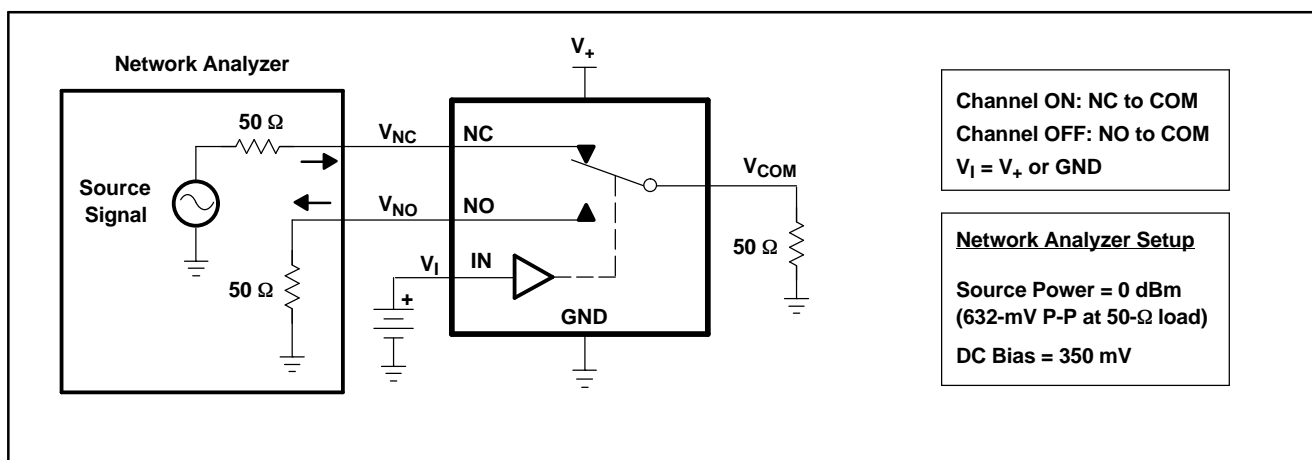 Network Analyzer
50 Ω
Source
Signal
50 Ω
V_NC
V_NO
V_I
+
V_+
NC
NO
IN
GND
V_COM
50 Ω
Channel ON: NC to COM
Channel OFF: NO to COM
V_I = V_+ or GND
Network Analyzer Setup
Source Power = 0 dBm
(632-mV P-P at 50-Ω load)
DC Bias = 350 mV